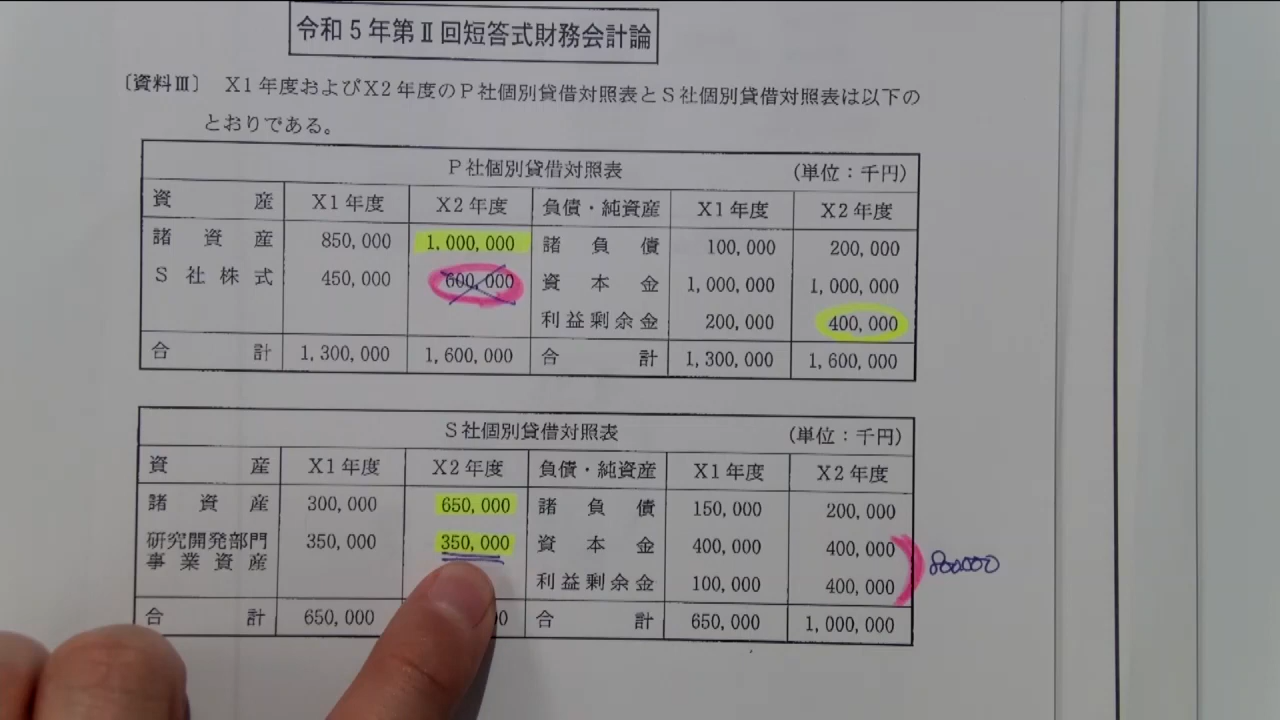 令和5年第Ⅱ回短答式財務会計論
〔資料Ⅲ〕 X1年度およびX2年度のP社個別貸借対照表とS社個別貸借対照表は以下の
とおりである。
P社個別貸借対照表 (単位：千円)
資産 X1年度 X2年度 負債・純資産 X1年度 X2年度
諸資産 850,000 1,000,000 諸負債 100,000 200,000
S社株式 450,000 600,000 資本金 1,000,000 1,000,000
利益剰余金 200,000 400,000
合計 1,300,000 1,600,000 合計 1,300,000 1,600,000
S社個別貸借対照表 (単位：千円)
資産 X1年度 X2年度 負債・純資産 X1年度 X2年度
諸資産 300,000 650,000 諸負債 150,000 200,000
研究開発部門 350,000 350,000 資本金 400,000 400,000
事業資産 利益剰余金 100,000 400,000
800000
合計 650,000 合計 650,000 1,000,000